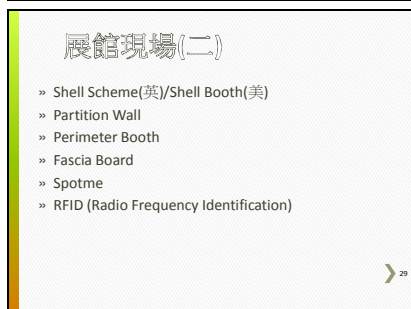 展館現場(二)
» Shell Scheme(英)/Shell Booth(美)
» Partition Wall
» Perimeter Booth
» Fascia Board
» Spotme
» RFID (Radio Frequency Identification)
29